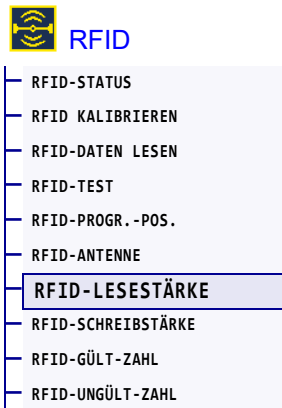 RFID
RFID-STATUS
RFID KALIBRIEREN
RFID-DATEN LESEN
RFID-TEST
RFID-PROGR.-POS.
RFID-ANTENNE
RFID-LESESTÄRKE
RFID-SCHREIBSTÄRKE
RFID-GÜLT-ZAHL
RFID-UNGÜLT-ZAHL